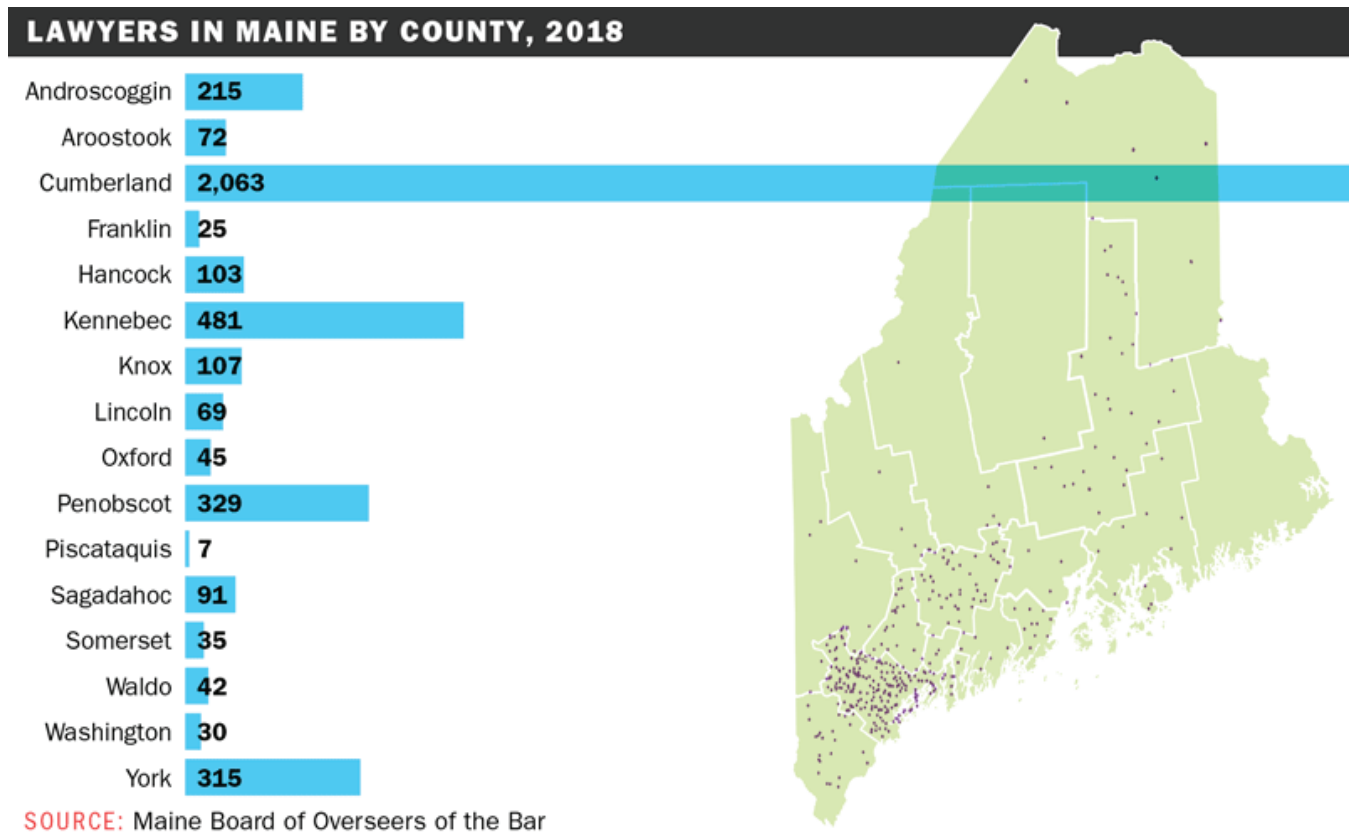 LAWYERS IN MAINE BY COUNTY, 2018
Androscoggin 215
Aroostook 72
Cumberland 2,063
Franklin 25
Hancock 103
Kennebec 481
Knox 107
Lincoln 69
Oxford 45
Penobscot 329
Piscataquis 7
Sagadahoc 91
Somerset 35
Waldo 42
Washington 30
York 315
SOURCE: Maine Board of Overseers of the Bar